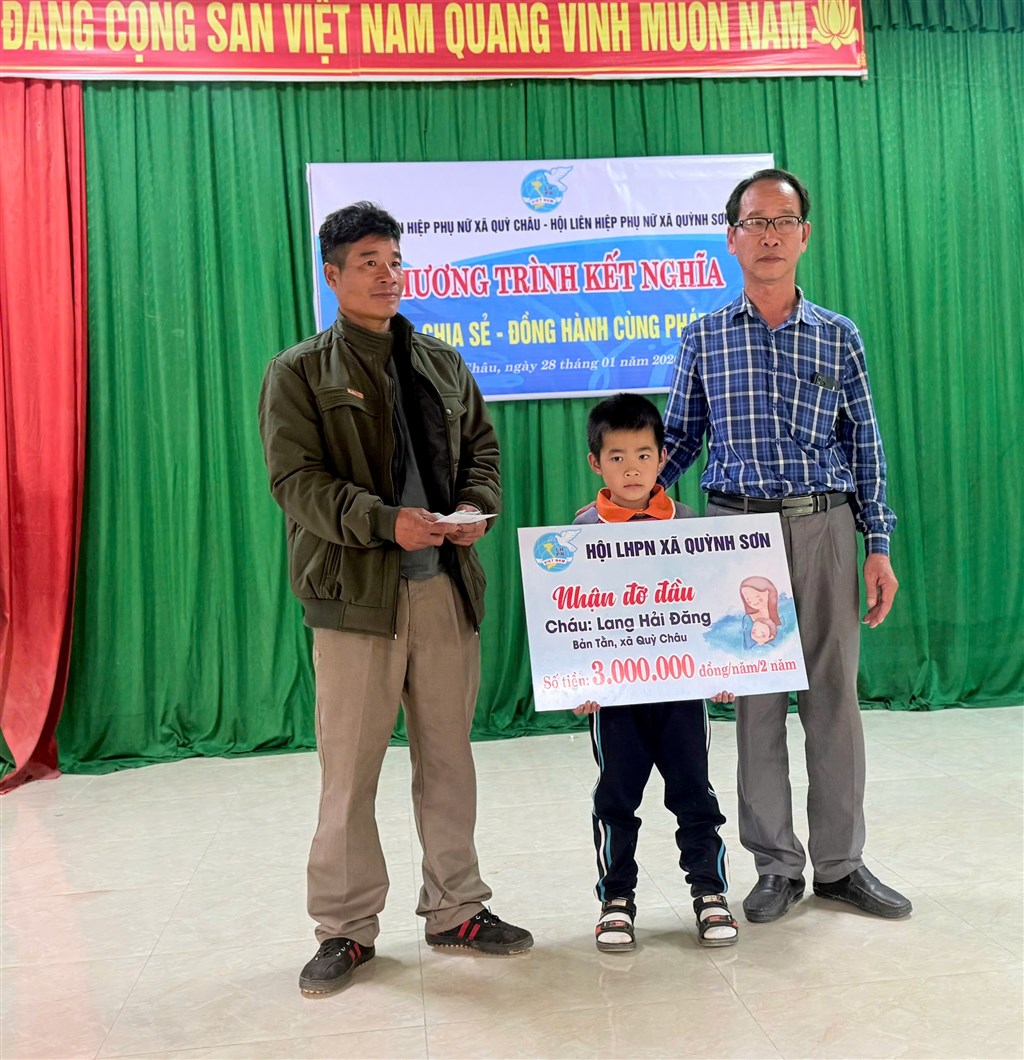 ĐẢNG CỘNG SẢN VIỆT NAM QUANG VINH MUÔN NĂM
HIỆP PHỤ NỮ XÃ QUỲ CHÂU - HỘI LIÊN HIỆP PHỤ NỮ XÃ QUỲNH SƠN
ƯƠNG TRÌNH KẾT NGHĨA
CHIA SẺ - ĐỒNG HÀNH CÙNG PHÁT
Châu, ngày 28 tháng 01 năm 202
HỘI LHPN XÃ QUỲNH SƠN
Nhận đỡ đầu
Cháu: Lang Hải Đăng
Bản Tằn, xã Quỳ Châu
Số tiền: 3.000.000 đồng/năm/2 năm